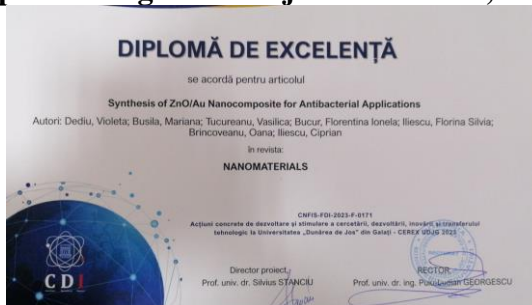 DIPLOMĂ DE EXCELENȚĂ
se acordă pentru articolul
Synthesis of ZnO/Au Nanocomposite for Antibacterial Applications
Autori: Dediu, Violeta; Busila, Mariana; Tucureanu, Vasilica; Bucur, Florentina Ionela; Iliescu, Florina Silvia;
Brincoveanu, Oana; Iliescu, Ciprian
în revista:
NANOMATERIALS
CNFIS-FDI-2023-F-0171
Acțiuni concrete de dezvoltare și stimulare a cercetării, dezvoltării, inovării și transferului
tehnologic la Universitatea „Dunărea de Jos" din Galați - CEREX UDJG 2023
CDI
Director proiect,
RECTOR
Prof. univ. dr. Silvius STANCIU
Prof. univ. dr. ing. GEORGESCU